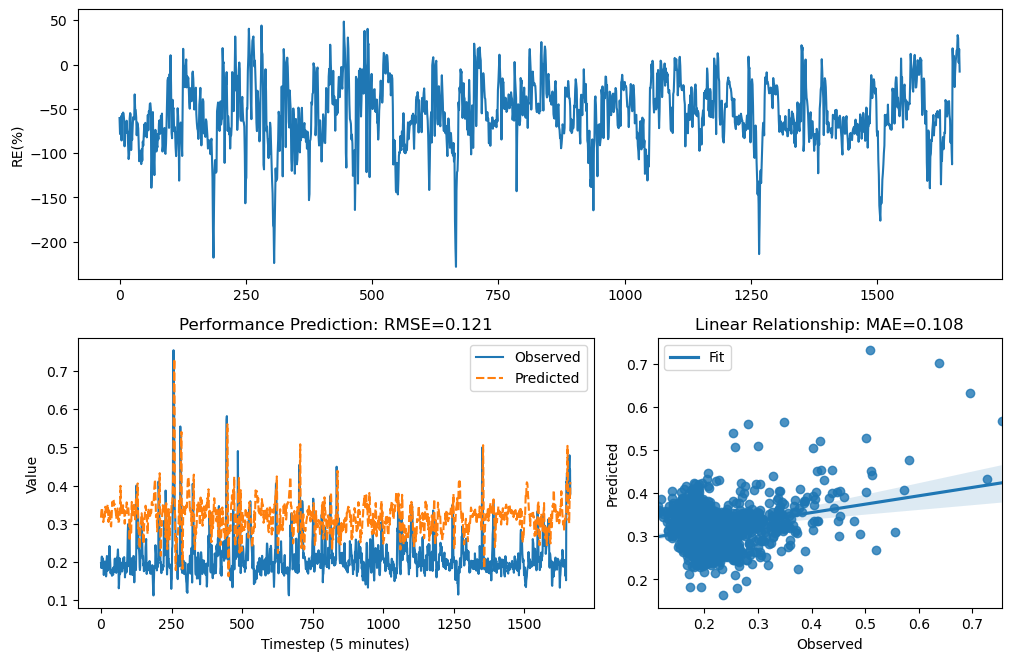 50
0
−50
−100
−150
−200
RE(%)
0 250 500 750 1000 1250 1500
Performance Prediction: RMSE=0.121
Observed
Predicted
0.7
0.6
0.5
0.4
0.3
0.2
0.1
Value
0 250 500 750 1000 1250 1500
Timestep (5 minutes)
Linear Relationship: MAE=0.108
Fit
0.7
0.6
0.5
0.4
0.3
0.2
Predicted
0.2 0.3 0.4 0.5 0.6 0.7
Observed